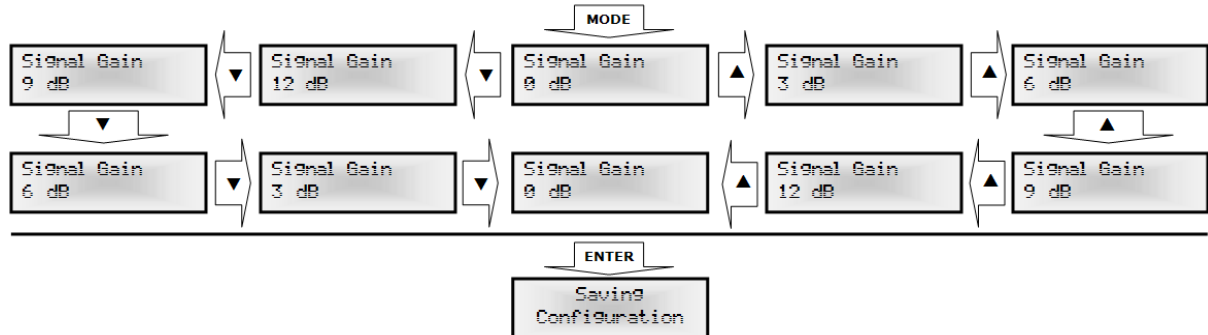 MODE
Signal Gain
9 dB
▼
Signal Gain
12 dB
▼
Signal Gain
0 dB
▲
Signal Gain
3 dB
▲
Signal Gain
6 dB
▼
▲
Signal Gain
6 dB
▼
Signal Gain
3 dB
▼
Signal Gain
0 dB
▲
Signal Gain
12 dB
▲
Signal Gain
9 dB
ENTER
Saving
Configuration